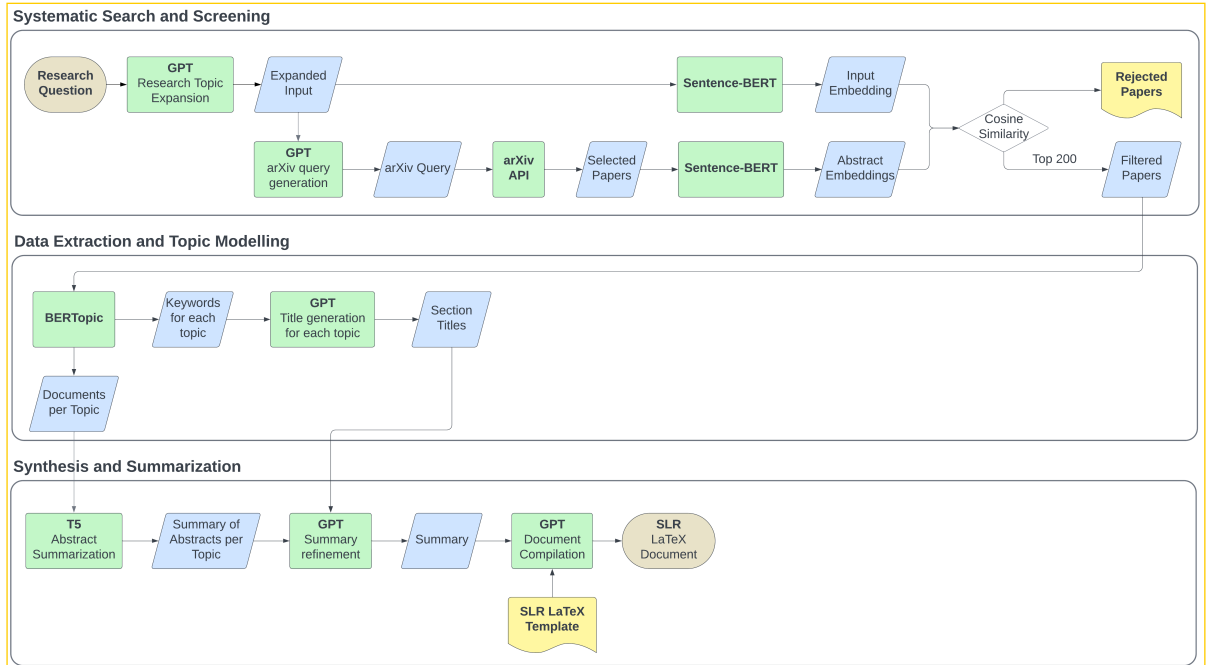 Systematic Search and Screening
Research
Question
GPT
Research Topic
Expansion
Expanded
Input
Sentence-BERT
Input
Embedding
Rejected
Papers
Cosine
Similarity
GPT
arXiv query
generation
arXiv Query
arXiv
API
Selected
Papers
Sentence-BERT
Abstract
Embeddings
Top 200
Filtered
Papers
Data Extraction and Topic Modelling
BERTopic
Keywords
for each
topic
GPT
Title generation
for each topic
Section
Titles
Documents
per Topic
Synthesis and Summarization
T5
Abstract
Summarization
Summary of
Abstracts per
Topic
GPT
Summary
refinement
Summary
GPT
Document
Compilation
SLR
LaTeX
Document
SLR LaTeX
Template